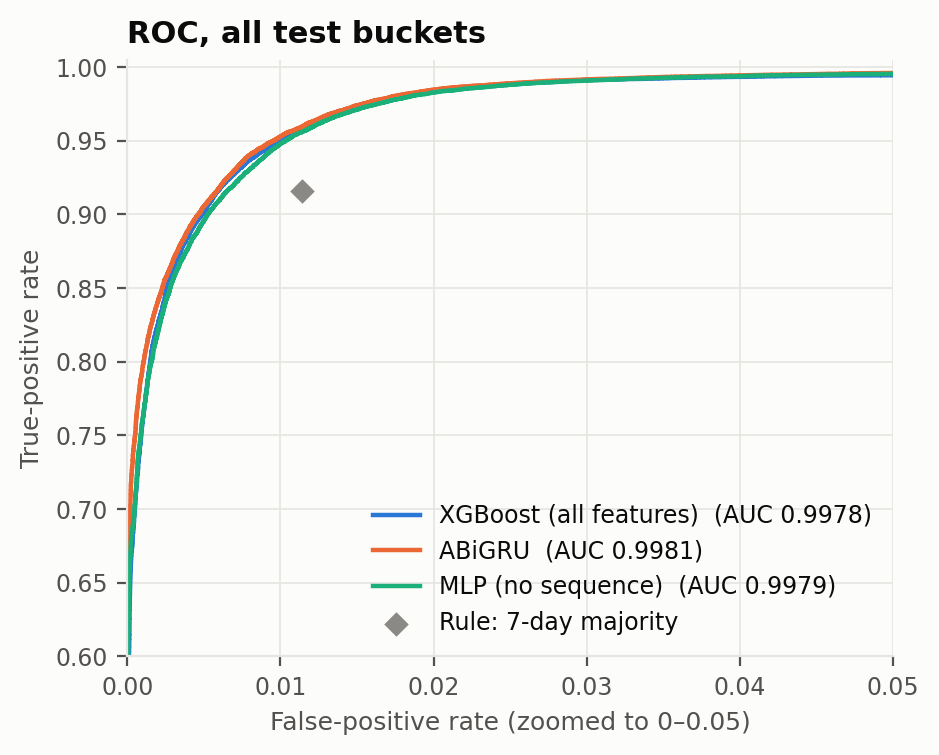 ROC, all test buckets
1.00
0.95
0.90
0.85
0.80
0.75
0.70
0.65
0.60
True-positive rate
XGBoost (all features)  (AUC 0.9978)
ABiGRU  (AUC 0.9981)
MLP (no sequence)  (AUC 0.9979)
Rule: 7-day majority
0.00 0.01 0.02 0.03 0.04 0.05
False-positive rate (zoomed to 0–0.05)